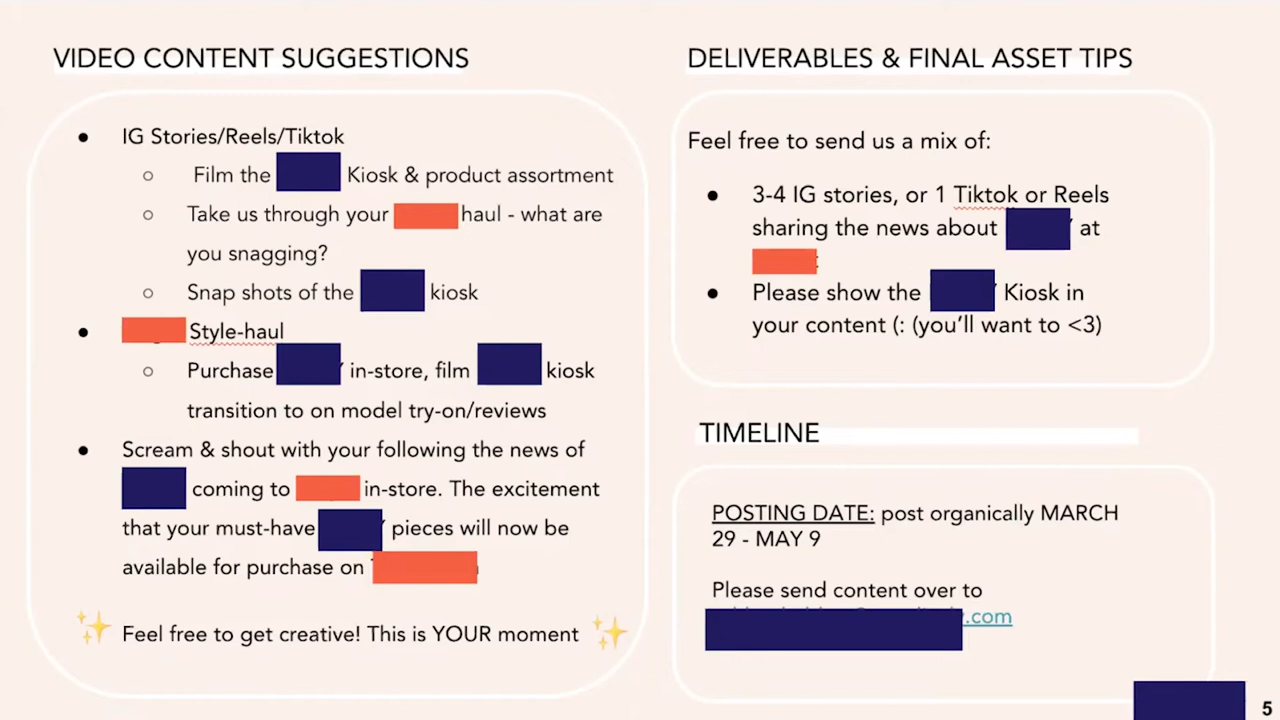 VIDEO CONTENT SUGGESTIONS
● IG Stories/Reels/Tiktok
○ Film the Kiosk & product assortment
○ Take us through your haul - what are
you snagging?
○ Snap shots of the kiosk
● Style-haul
○ Purchase in-store, film kiosk
transition to on model try-on/reviews
● Scream & shout with your following the news of
coming to in-store. The excitement
that your must-have pieces will now be
available for purchase on
✨ Feel free to get creative! This is YOUR moment ✨
DELIVERABLES & FINAL ASSET TIPS
Feel free to send us a mix of:
● 3-4 IG stories, or 1 Tiktok or Reels
sharing the news about at
● Please show the Kiosk in
your content (: (you’ll want to <3)
TIMELINE
POSTING DATE: post organically MARCH
29 - MAY 9
Please send content over to
.com
5